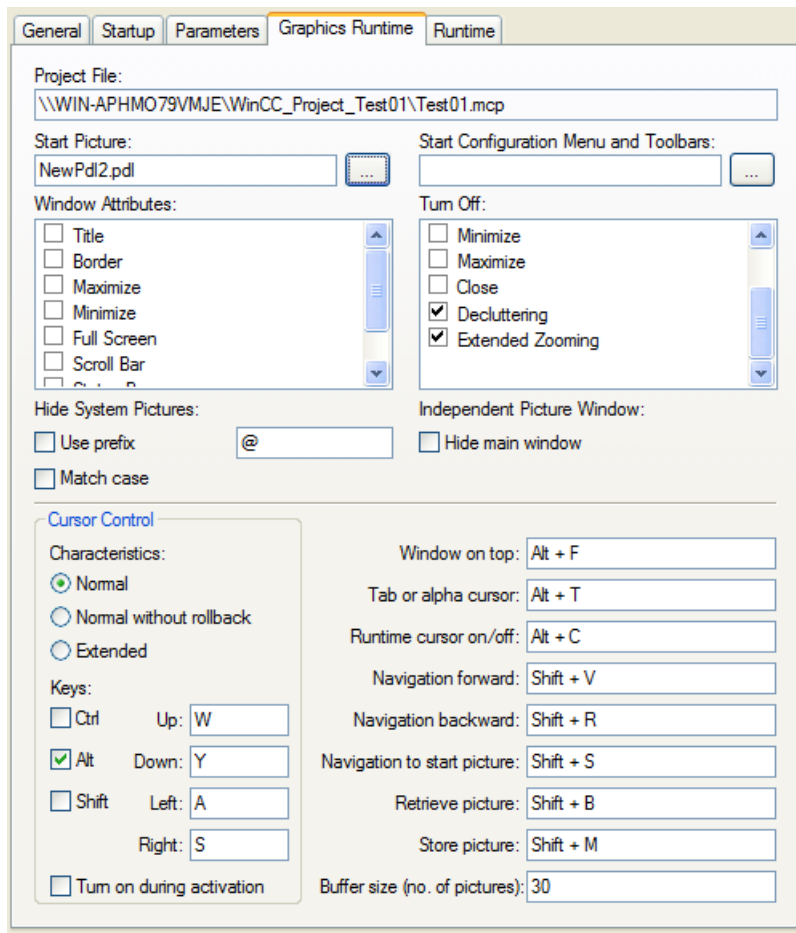 General Startup Parameters Graphics Runtime Runtime
Project File:
\\WIN-APHMO79VMJE\WinCC_Project_Test01\Test01.mcp
Start Picture: Start Configuration Menu and Toolbars:
NewPdl2.pdl ... ...
Window Attributes: Turn Off:
Title Minimize
Border Maximize
Maximize Close
Minimize Decluttering
Full Screen Extended Zooming
Scroll Bar
Hide System Pictures: Independent Picture Window:
Use prefix @ Hide main window
Match case
Cursor Control
Characteristics: Window on top: Alt + F
Normal Tab or alpha cursor: Alt + T
Normal without rollback Runtime cursor on/off: Alt + C
Extended
Keys: Navigation forward: Shift + V
Ctrl Up: W Navigation backward: Shift + R
Alt Down: Y Navigation to start picture: Shift + S
Shift Left: A Retrieve picture: Shift + B
Right: S Store picture: Shift + M
Turn on during activation Buffer size (no. of pictures): 30